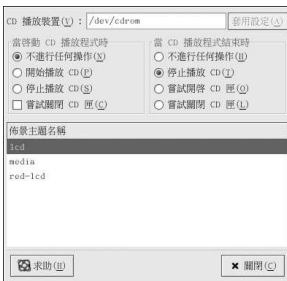 CD 播放裝置(V)：/dev/cdrom 套用設定(A)
當啓動 CD 播放程式時 當 CD 播放程式結束時
不進行任何操作(N) 不進行任何操作(H)
開始播放 CD(P) 停止播放 CD(T)
停止播放 CD(S) 嘗試開啓 CD 匣(O)
嘗試關閉 CD 匣(C) 嘗試關閉 CD 匣(L)
佈景主題名稱
lcd
media
red-lcd
求助(H) 關閉(C)